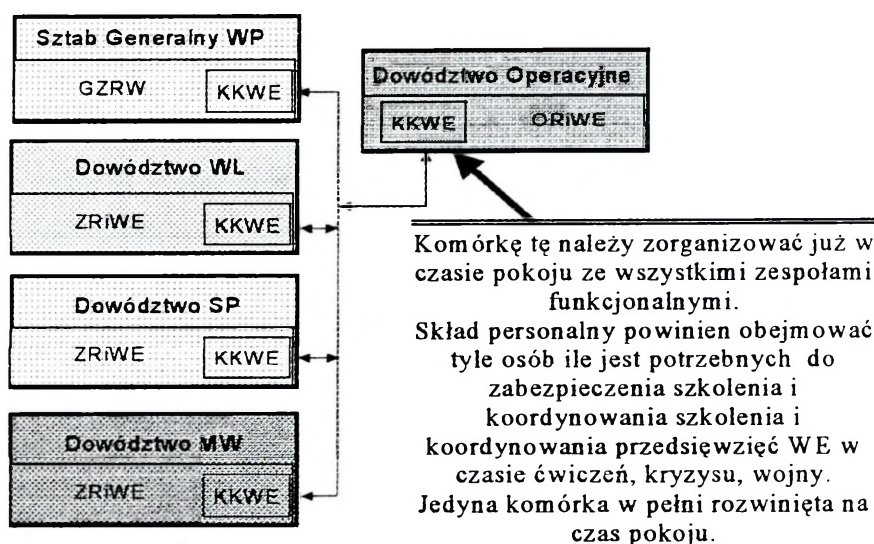 Sztab Generalny WP
GZRW KKWE
Dowództwo WL
ZRiWE KKWE
Dowództwo SP
ZRiWE KKWE
Dowództwo MW
ZRiWE KKWE
Dowództwo Operacyjne
KKWE ORiWE
Komórkę tę należy zorganizować już w
czasie pokoju ze wszystkimi zespołami
funkcjonalnymi.
Skład personalny powinien obejmować
tyle osób ile jest potrzebnych do
zabezpieczenia szkolenia i
koordynowania szkolenia i
koordynowania przedsięwzięć WE w
czasie ćwiczeń, kryzysu, wojny.
Jedyna komórka w pełni rozwinięta na
czas pokoju.